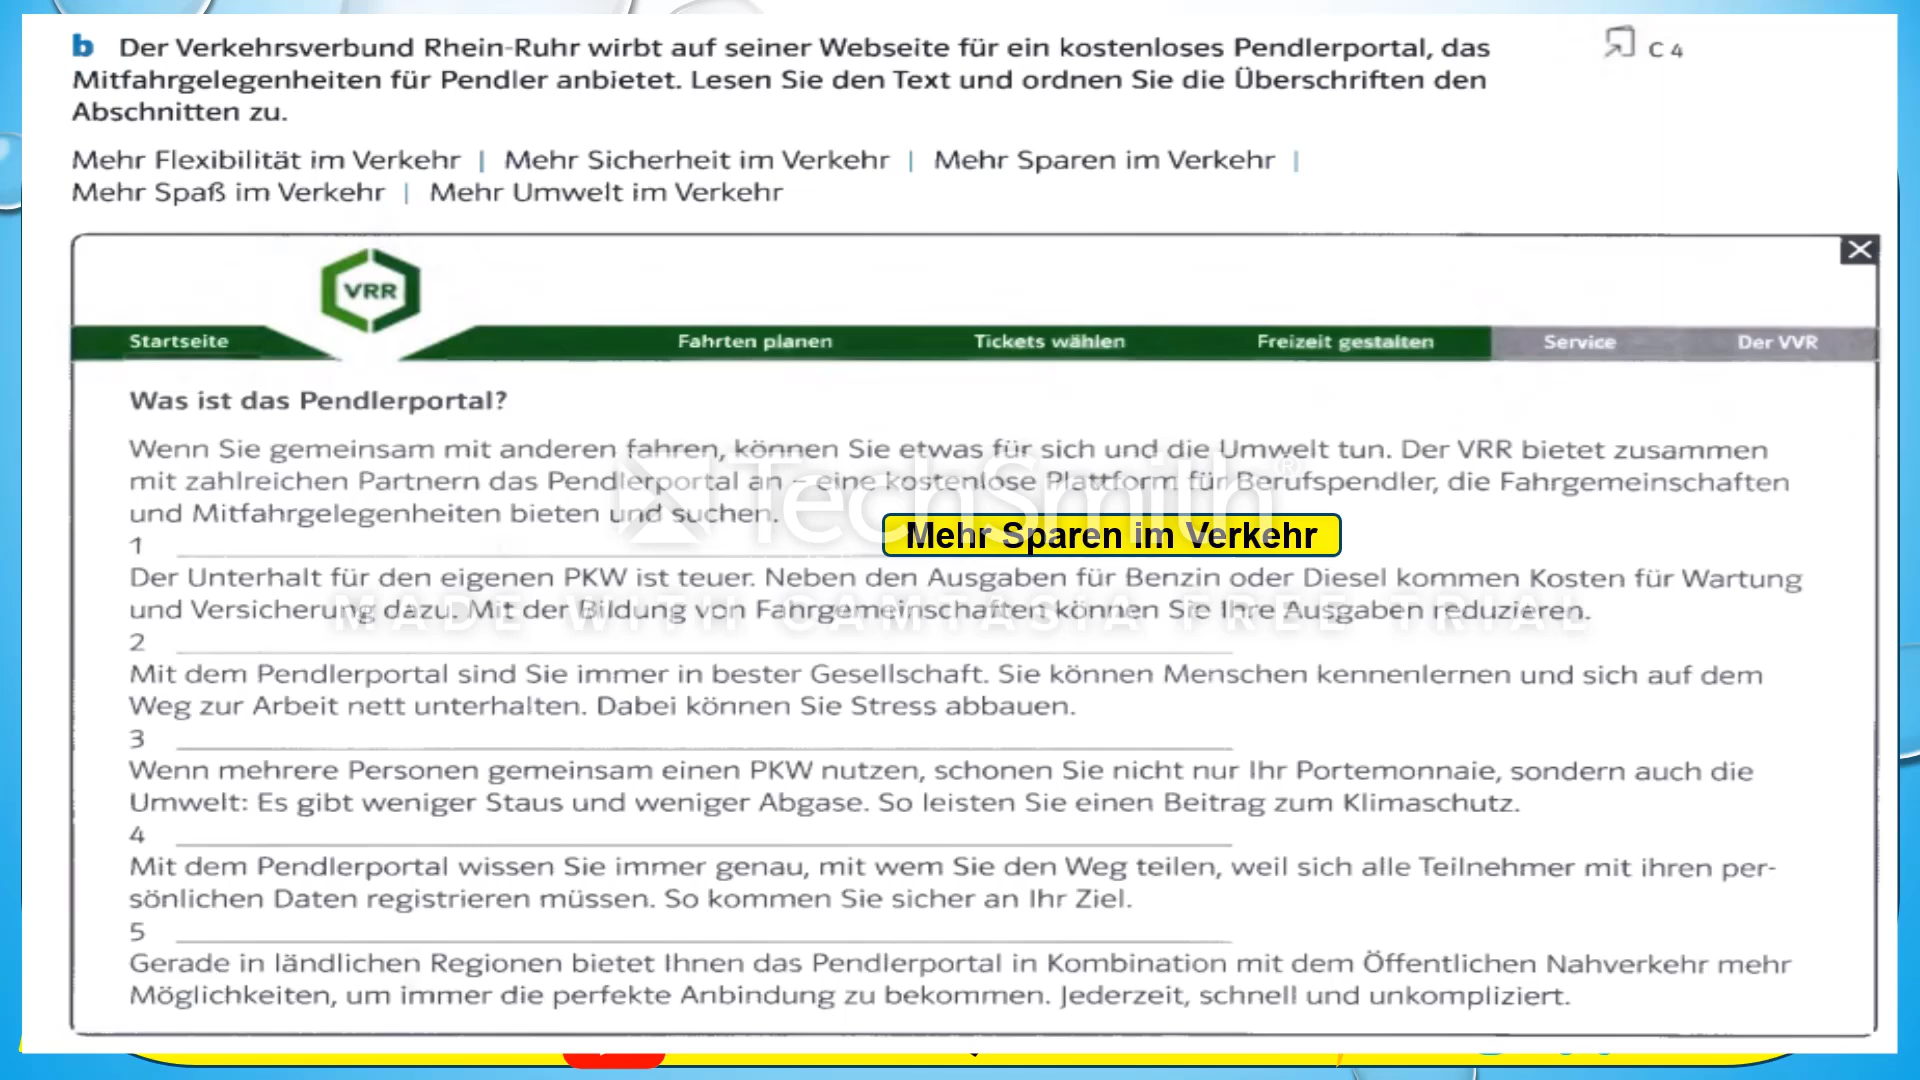 b Der Verkehrsverbund Rhein-Ruhr wirbt auf seiner Webseite für ein kostenloses Pendlerportal, das
Mitfahrgelegenheiten für Pendler anbietet. Lesen Sie den Text und ordnen Sie die Überschriften den
Abschnitten zu.
C 4
Mehr Flexibilität im Verkehr | Mehr Sicherheit im Verkehr | Mehr Sparen im Verkehr |
Mehr Spaß im Verkehr | Mehr Umwelt im Verkehr
VRR
Startseite Fahrten planen Tickets wählen Freizeit gestalten Service Der VVR
Was ist das Pendlerportal?
Wenn Sie gemeinsam mit anderen fahren, können Sie etwas für sich und die Umwelt tun. Der VRR bietet zusammen
mit zahlreichen Partnern das Pendlerportal an – eine kostenlose Plattform für Berufspendler, die Fahrgemeinschaften
und Mitfahrgelegenheiten bieten und suchen.
TechSmith®
1 Mehr Sparen im Verkehr
Der Unterhalt für den eigenen PKW ist teuer. Neben den Ausgaben für Benzin oder Diesel kommen Kosten für Wartung
und Versicherung dazu. Mit der Bildung von Fahrgemeinschaften können Sie Ihre Ausgaben reduzieren.
MADE WITH CAMTASIA FREE TRIAL
2
Mit dem Pendlerportal sind Sie immer in bester Gesellschaft. Sie können Menschen kennenlernen und sich auf dem
Weg zur Arbeit nett unterhalten. Dabei können Sie Stress abbauen.
3
Wenn mehrere Personen gemeinsam einen PKW nutzen, schonen Sie nicht nur Ihr Portemonnaie, sondern auch die
Umwelt: Es gibt weniger Staus und weniger Abgase. So leisten Sie einen Beitrag zum Klimaschutz.
4
Mit dem Pendlerportal wissen Sie immer genau, mit wem Sie den Weg teilen, weil sich alle Teilnehmer mit ihren per-
sönlichen Daten registrieren müssen. So kommen Sie sicher an Ihr Ziel.
5
Gerade in ländlichen Regionen bietet Ihnen das Pendlerportal in Kombination mit dem Öffentlichen Nahverkehr mehr
Möglichkeiten, um immer die perfekte Anbindung zu bekommen. Jederzeit, schnell und unkompliziert.